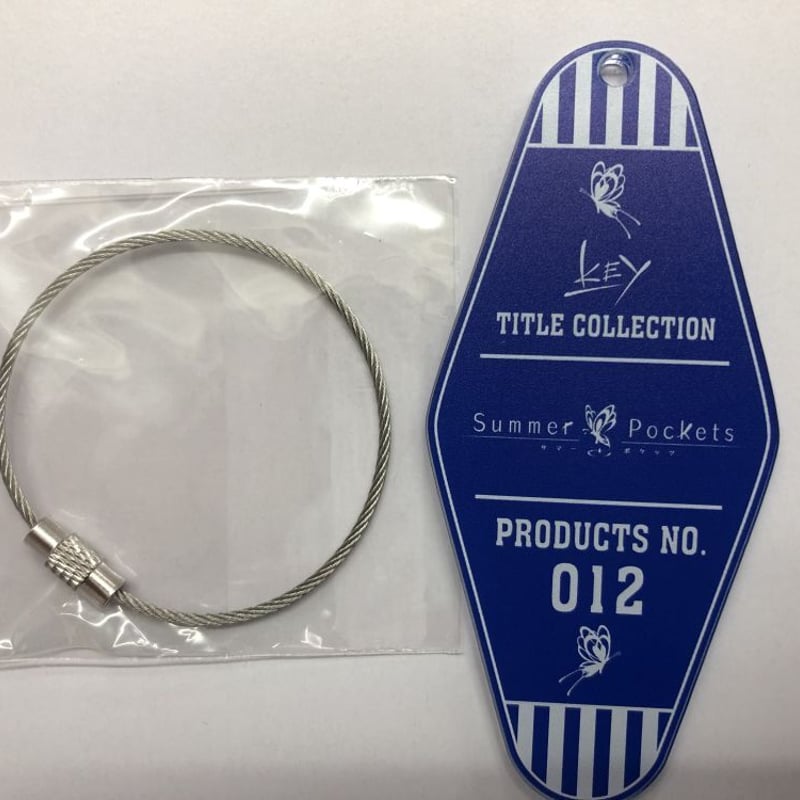 Key
TITLE COLLECTION
Summer Pockets
サマーポケッツ
PRODUCTS NO.
012